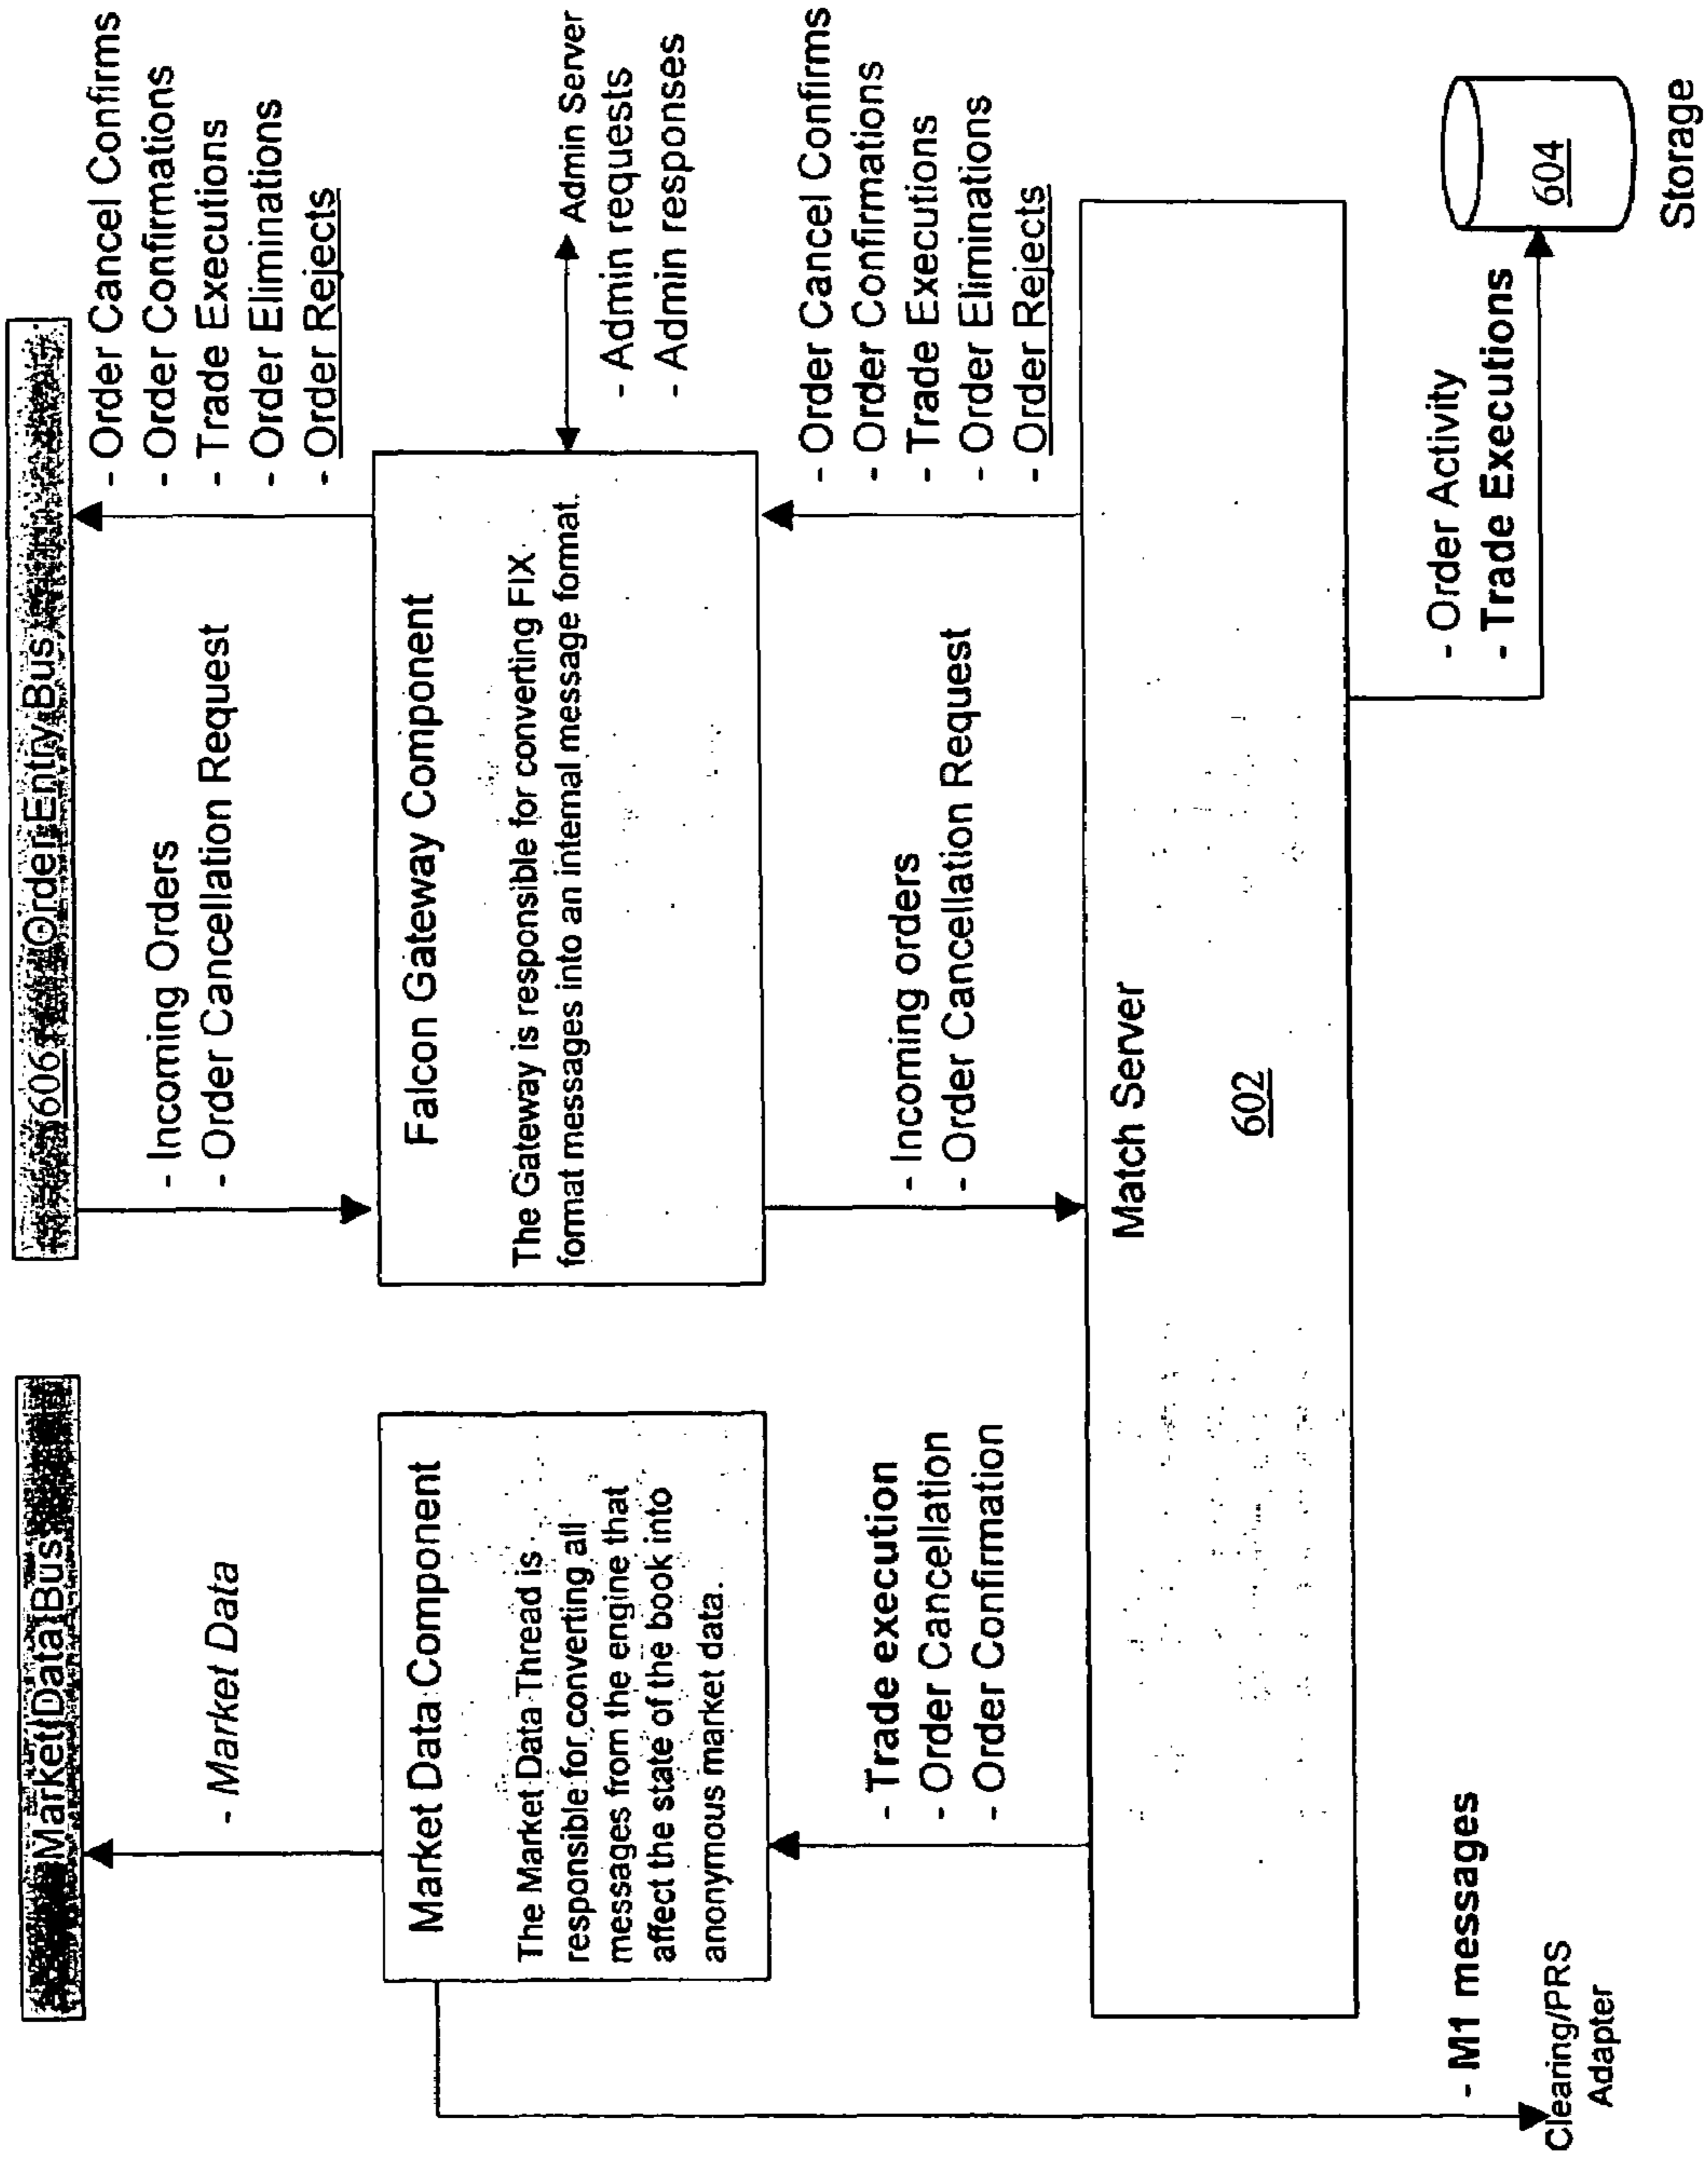 Market Data Bus
606 Order Entry Bus
- Market Data
- Incoming Orders
- Order Cancellation Request
- Order Cancel Confirms
- Order Confirmations
- Trade Executions
- Order Eliminations
- Order Rejects
Market Data Component
The Market Data Thread is
responsible for converting all
messages from the engine that
affect the state of the book into
anonymous market data.
Falcon Gateway Component
The Gateway is responsible for converting FIX
format messages into an internal message format.
Admin Server
- Admin requests
- Admin responses
- Trade execution
- Order Cancellation
- Order Confirmation
- Incoming orders
- Order Cancellation Request
- Order Cancel Confirms
- Order Confirmations
- Trade Executions
- Order Eliminations
- Order Rejects
Match Server
602
- M1 messages
Clearing/PRS
Adapter
- Order Activity
- Trade Executions
604
Storage